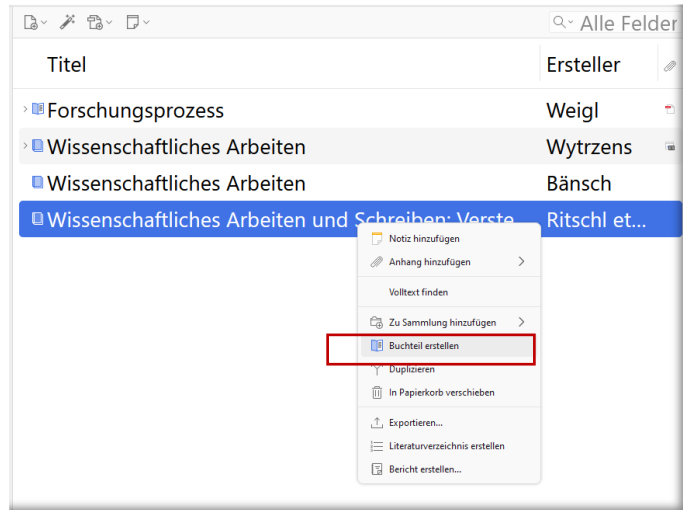 Alle Felder
Titel Ersteller
Forschungsprozess Weigl
Wissenschaftliches Arbeiten Wytrzens
Wissenschaftliches Arbeiten Bänsch
Wissenschaftliches Arbeiten und Schreiben: Verste... Ritschl et...
Notiz hinzufügen
Anhang hinzufügen
Volltext finden
Zu Sammlung hinzufügen
Buchteil erstellen
Duplizieren
In Papierkorb verschieben
Exportieren...
Literaturverzeichnis erstellen
Bericht erstellen...